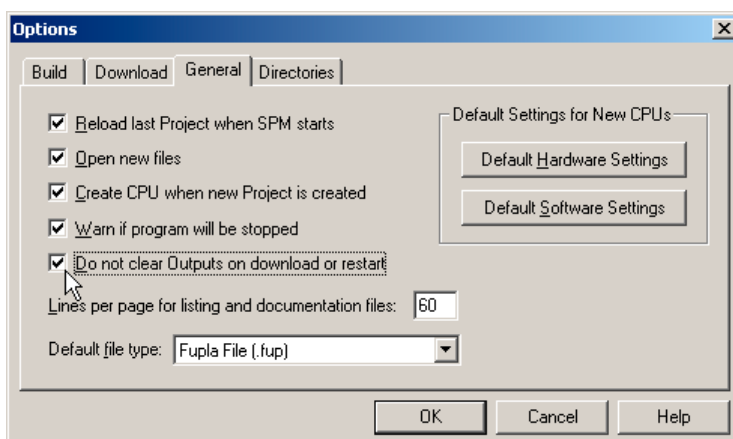 Options
Build Download General Directories
Reload last Project when SPM starts
Open new files
Create CPU when new Project is created
Warn if program will be stopped
Do not clear Outputs on download or restart
Lines per page for listing and documentation files: 60
Default file type: Fupla File (.fup)
Default Settings for New CPUs
Default Hardware Settings
Default Software Settings
OK Cancel Help